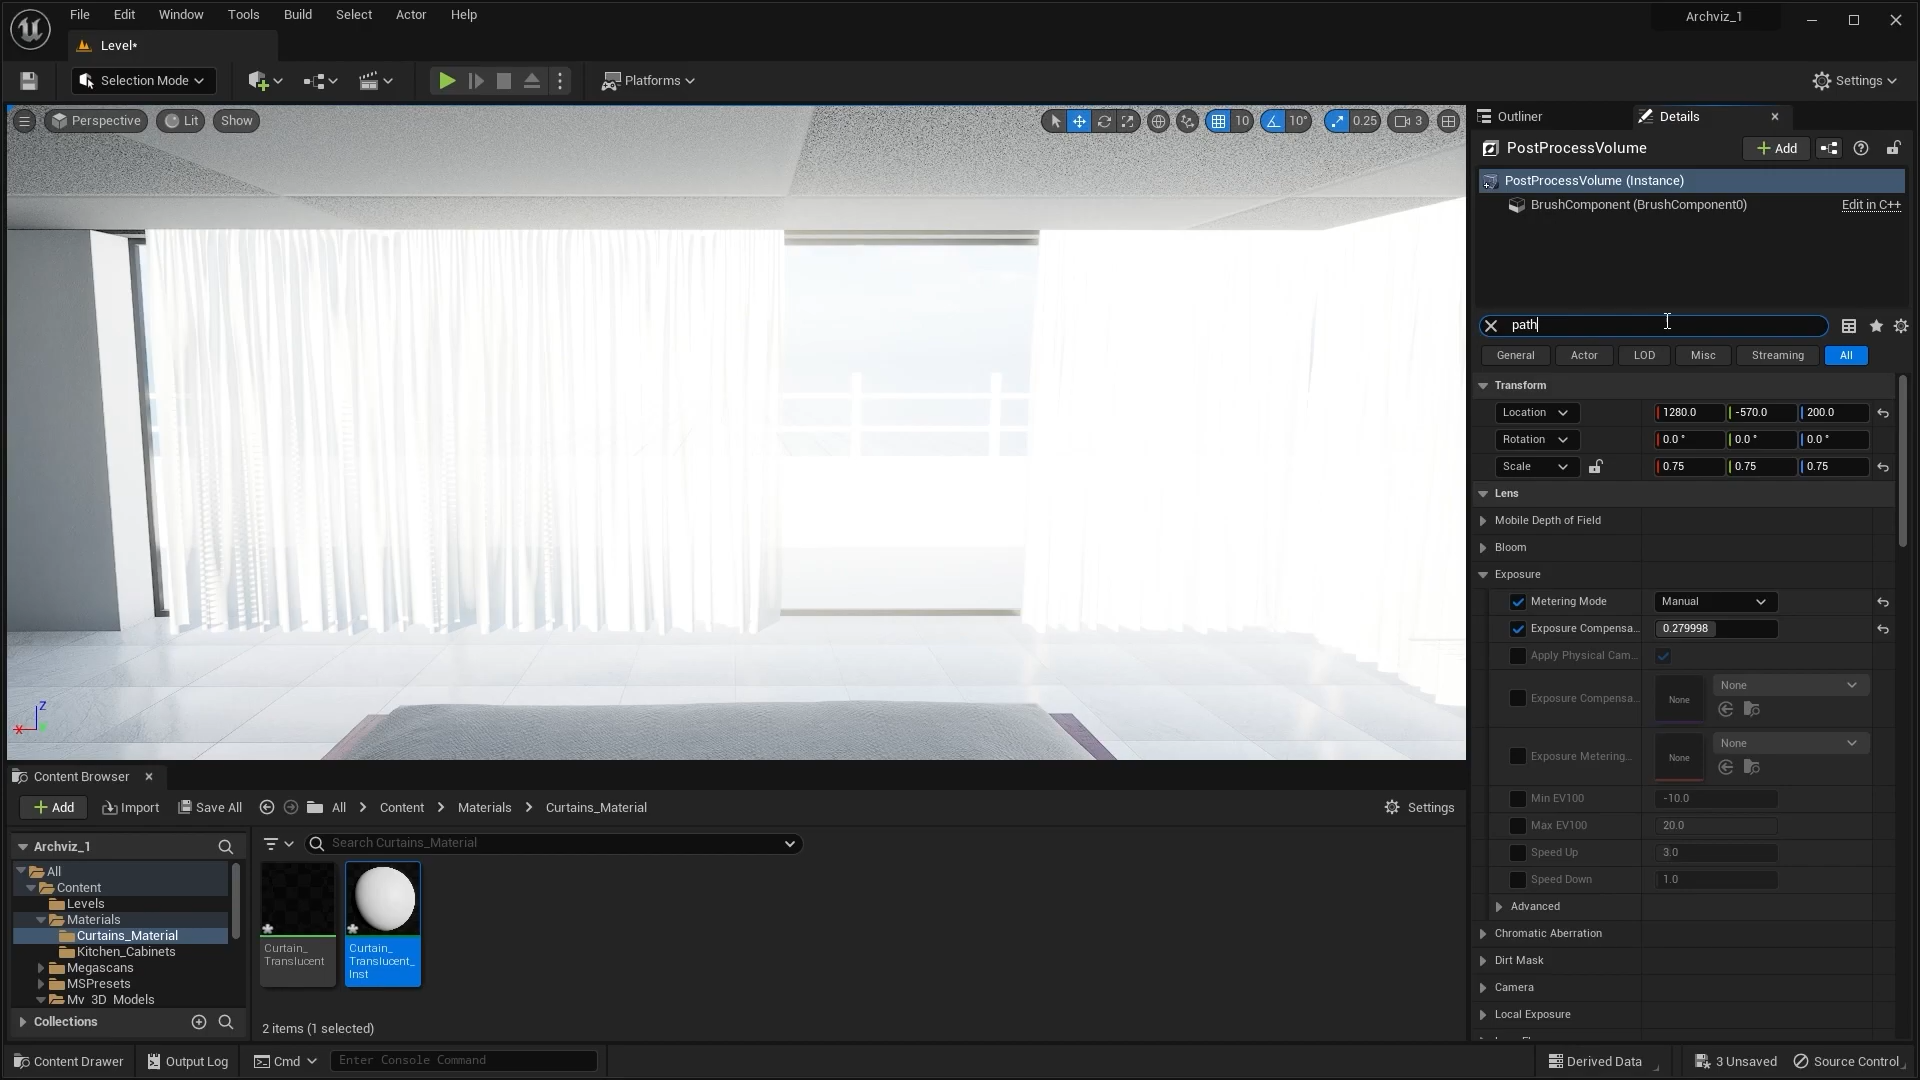 File Edit Window Tools Build Select Actor Help
Archviz_1
Level*
Selection Mode
Platforms
Settings
Perspective
Lit
Show
10
10°
0.25
3
Outliner
Details
PostProcessVolume
Add
PostProcessVolume (Instance)
BrushComponent (BrushComponent0)
Edit in C++
path
General Actor LOD Misc Streaming All
Transform
Location 1280.0 -570.0 200.0
Rotation 0.0 ° 0.0 ° 0.0 °
Scale 0.75 0.75 0.75
Lens
Mobile Depth of Field
Bloom
Exposure
Metering Mode Manual
Exposure Compensa... 0.279998
Apply Physical Cam...
Exposure Compensa... None None
Exposure Metering... None None
Min EV100 -10.0
Max EV100 20.0
Speed Up 3.0
Speed Down 1.0
Advanced
Chromatic Aberration
Dirt Mask
Camera
Local Exposure
Z
X
Content Browser
Add Import Save All All Content Materials Curtains_Material Settings
Archviz_1
Search Curtains_Material
All
Content
Levels
Materials
Curtains_Material
Kitchen_Cabinets
Megascans
MSPresets
My_3D_Models
Collections
Curtain_
Translucent
Curtain_
Translucent_
Inst
2 items (1 selected)
Content Drawer Output Log Cmd Enter Console Command
Derived Data 3 Unsaved Source Control